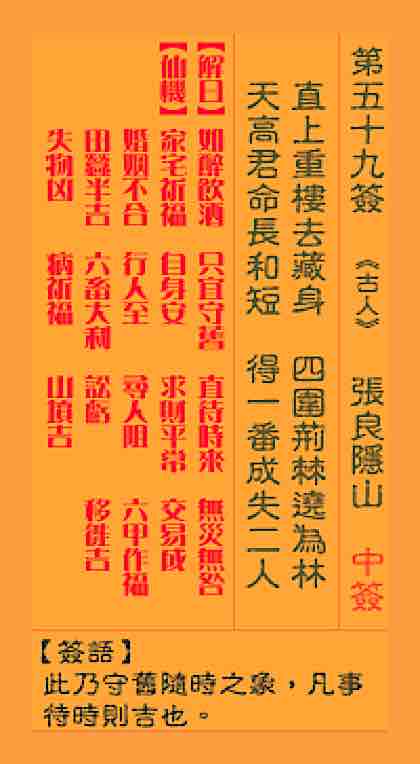 第五十九簽 《古人》 張良隱山 中簽
直上重樓去藏身 四圍荊棘遶為林
天高君命長和短 得一番成失二人
【解曰】如解飲酒 只宜守舊 直待時來 無災無咎
【仙機】家宅祈福 自身安 求財平常 交易成
婚姻不合 行人至 尋人阻 六甲作福
田蠶半吉 六畜大利 訟虧 移徙吉
失物凶 病祈福 山墳吉
【簽語】
此乃守舊隨時之象，凡事
待時則吉也。